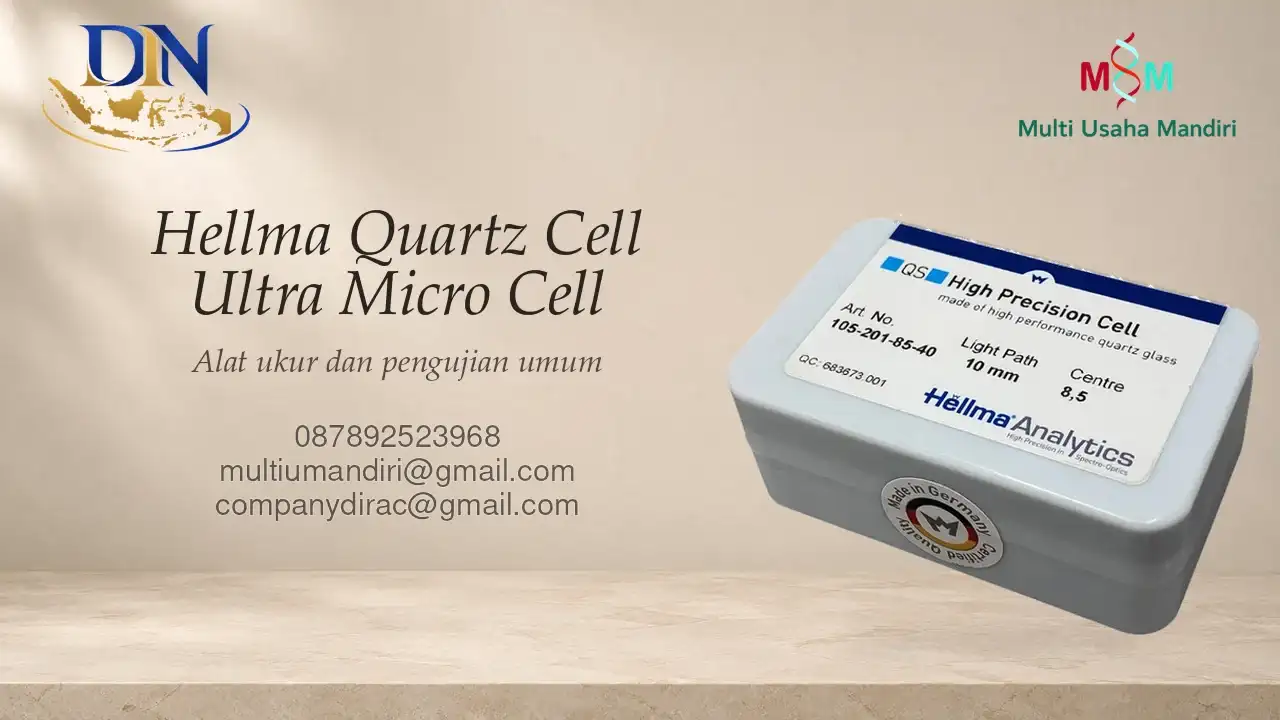 DIN
M M
Multi Usaha Mandiri
Hellma Quartz Cell
Ultra Micro Cell
Alat ukur dan pengujian umum
087892523968
multiumandiri@gmail.com
companydirac@gmail.com
QS High Precision Cell
made of high performance quartz glass
Art. No.
105-201-85-40
Light Path
10 mm
Centre
8,5
QC: 683673.001
Hellma Analytics
High Precision in Spectro-Optics
Made in Germany
Certified Quality